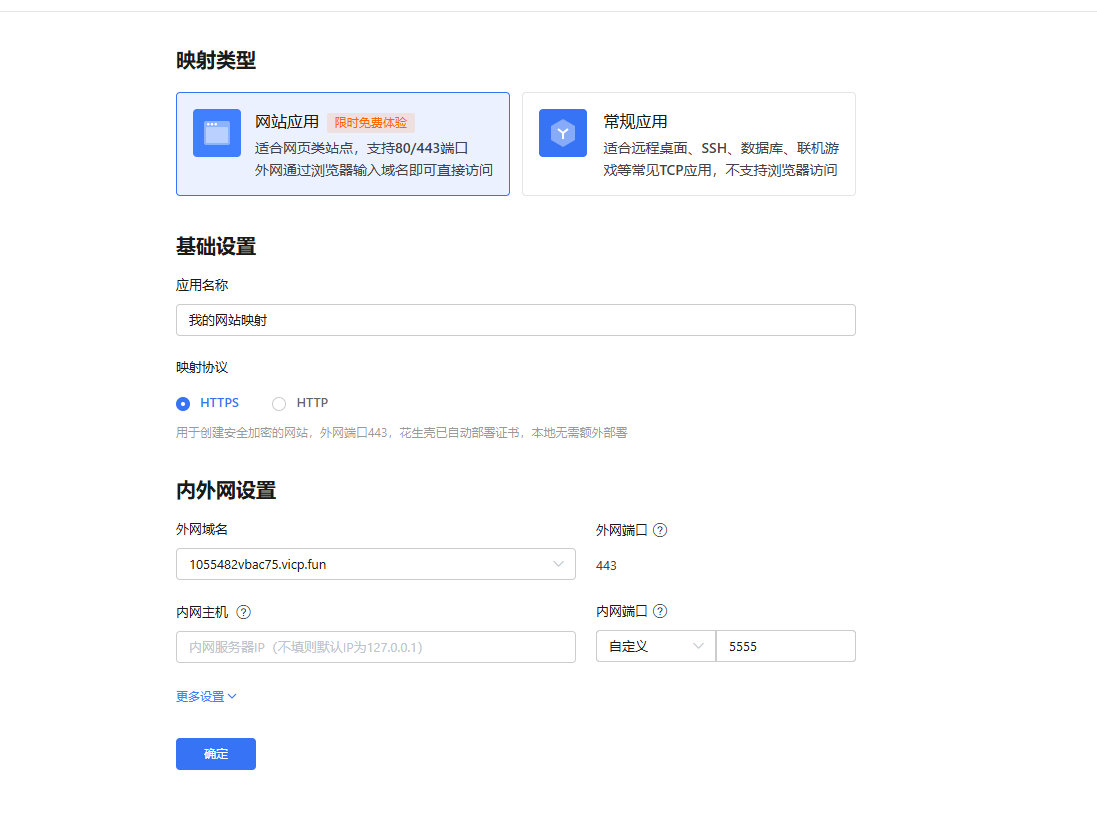 映射类型
网站应用 限时免费体验
适合网页类站点，支持80/443端口
外网通过浏览器输入域名即可直接访问
常规应用
适合远程桌面、SSH、数据库、联机游
戏等常见TCP应用，不支持浏览器访问
基础设置
应用名称
我的网站映射
映射协议
HTTPS HTTP
用于创建安全加密的网站，外网端口443，花生壳已自动部署证书，本地无需额外部署
内外网设置
外网域名
1055482vbac75.vicp.fun
外网端口 ?
443
内网主机 ?
内网服务器IP（不填则默认IP为127.0.0.1）
内网端口 ?
自定义 5555
更多设置
确定